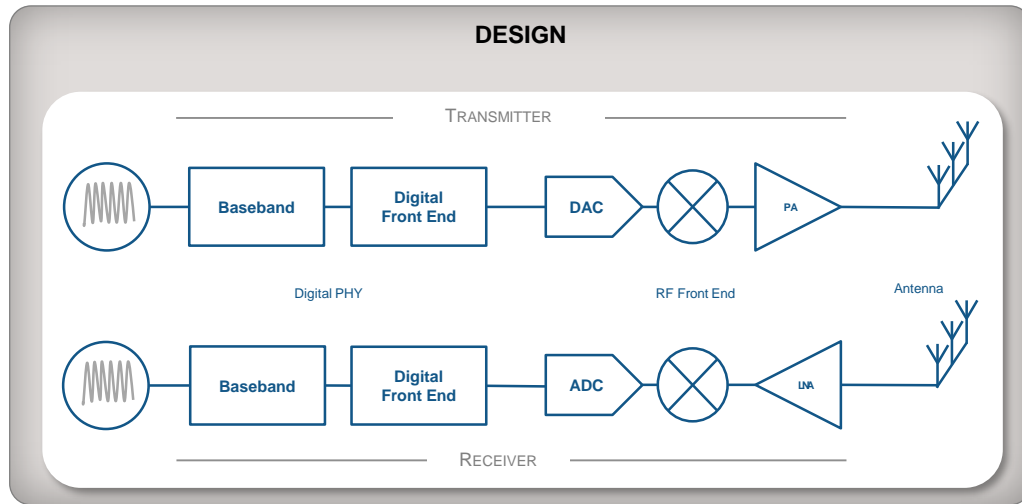 DESIGN
TRANSMITTER
Baseband
Digital
Front End
DAC
PA
Digital PHY
RF Front End
Antenna
Baseband
Digital
Front End
ADC
LNA
RECEIVER